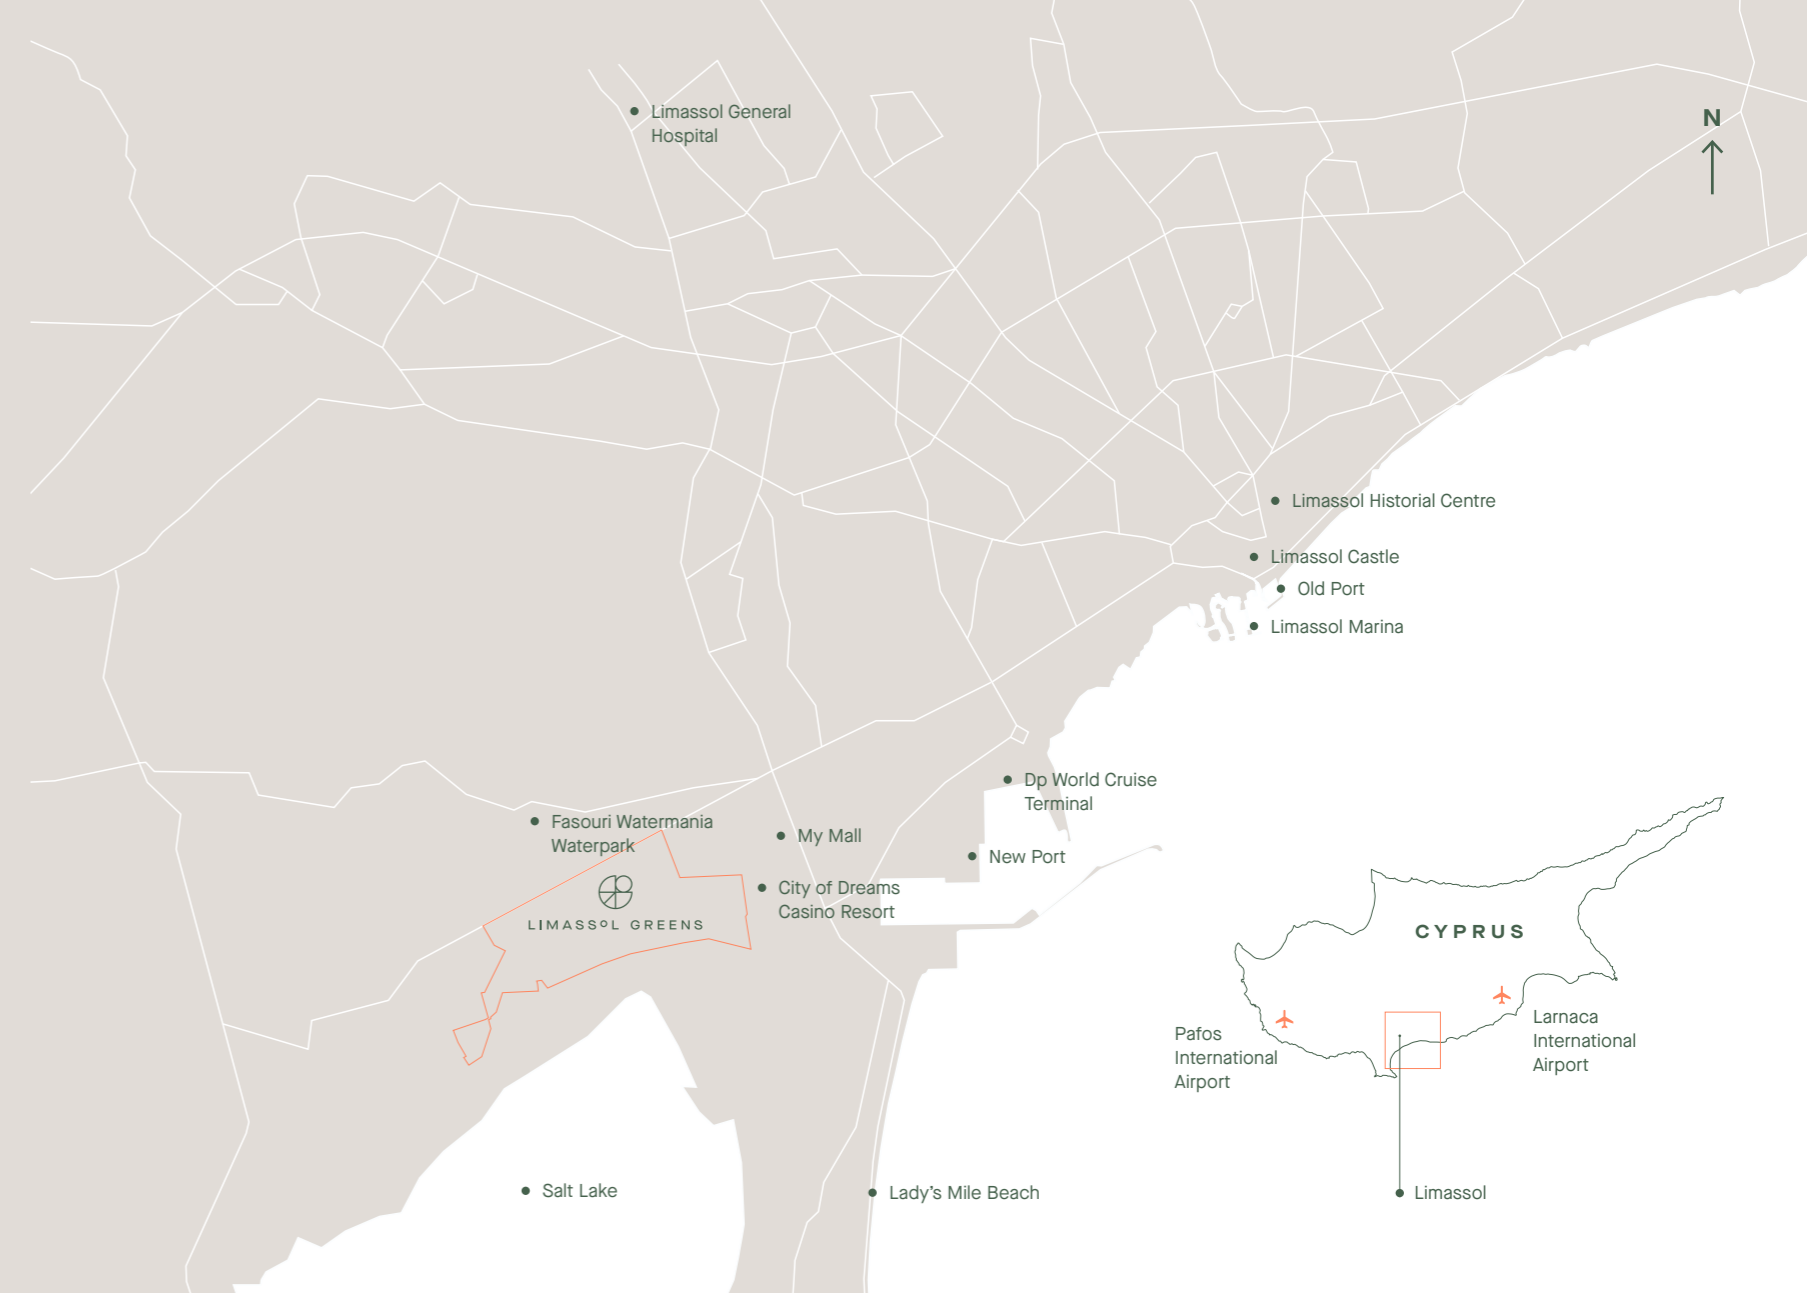 Limassol General
Hospital
N
Limassol Historial Centre
Limassol Castle
Old Port
Limassol Marina
Dp World Cruise
Terminal
Fasouri Watermania
Waterpark
My Mall
New Port
City of Dreams
Casino Resort
LIMASSOL GREENS
CYPRUS
Pafos
International
Airport
Larnaca
International
Airport
Salt Lake
Lady’s Mile Beach
Limassol